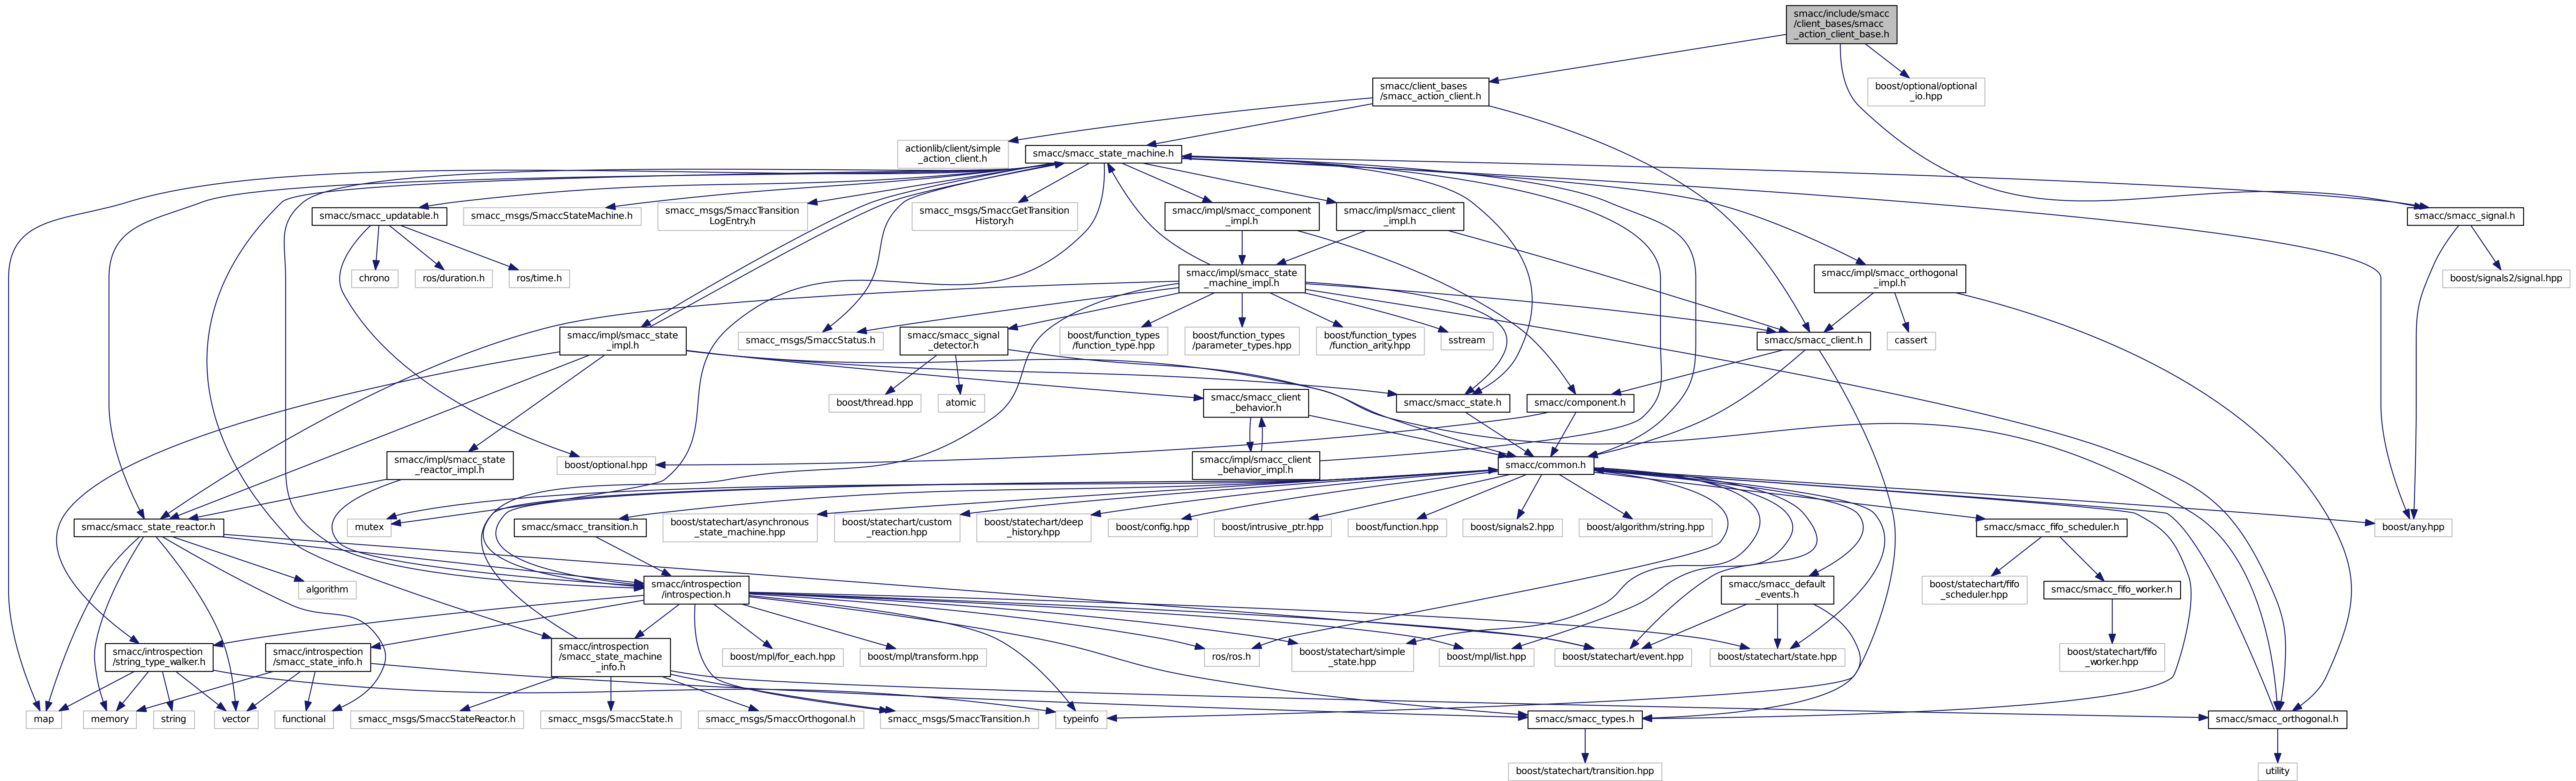 smacc/include/smacc
/client_bases/smacc
_action_client_base.h
smacc/client_bases
/smacc_action_client.h
boost/optional/optional
_io.hpp
actionlib/client/simple
_action_client.h
smacc/smacc_state_machine.h
smacc/smacc_updatable.h
smacc_msgs/SmaccStateMachine.h
smacc_msgs/SmaccTransition
LogEntry.h
smacc_msgs/SmaccGetTransition
History.h
smacc/impl/smacc_component
_impl.h
smacc/impl/smacc_client
_impl.h
smacc/smacc_signal.h
chrono
ros/duration.h
ros/time.h
smacc/impl/smacc_state
_machine_impl.h
smacc/impl/smacc_orthogonal
_impl.h
boost/signals2/signal.hpp
smacc/impl/smacc_state
_impl.h
smacc_msgs/SmaccStatus.h
smacc/smacc_signal
_detector.h
boost/function_types
/function_type.hpp
boost/function_types
/parameter_types.hpp
boost/function_types
/function_arity.hpp
sstream
smacc/smacc_client.h
cassert
boost/thread.hpp
atomic
smacc/smacc_client
_behavior.h
smacc/smacc_state.h
smacc/component.h
smacc/impl/smacc_state
_reactor_impl.h
boost/optional.hpp
smacc/impl/smacc_client
_behavior_impl.h
smacc/common.h
smacc/smacc_state_reactor.h
mutex
smacc/smacc_transition.h
boost/statechart/asynchronous
_state_machine.hpp
boost/statechart/custom
_reaction.hpp
boost/statechart/deep
_history.hpp
boost/config.hpp
boost/intrusive_ptr.hpp
boost/function.hpp
boost/signals2.hpp
boost/algorithm/string.hpp
smacc/smacc_fifo_scheduler.h
boost/any.hpp
algorithm
smacc/introspection
/introspection.h
smacc/smacc_default
_events.h
boost/statechart/fifo
_scheduler.hpp
smacc/smacc_fifo_worker.h
smacc/introspection
/string_type_walker.h
smacc/introspection
/smacc_state_info.h
smacc/introspection
/smacc_state_machine
_info.h
boost/mpl/for_each.hpp
boost/mpl/transform.hpp
ros/ros.h
boost/statechart/simple
_state.hpp
boost/mpl/list.hpp
boost/statechart/event.hpp
boost/statechart/state.hpp
boost/statechart/fifo
_worker.hpp
map
memory
string
vector
functional
smacc_msgs/SmaccStateReactor.h
smacc_msgs/SmaccState.h
smacc_msgs/SmaccOrthogonal.h
smacc_msgs/SmaccTransition.h
typeinfo
smacc/smacc_types.h
smacc/smacc_orthogonal.h
boost/statechart/transition.hpp
utility